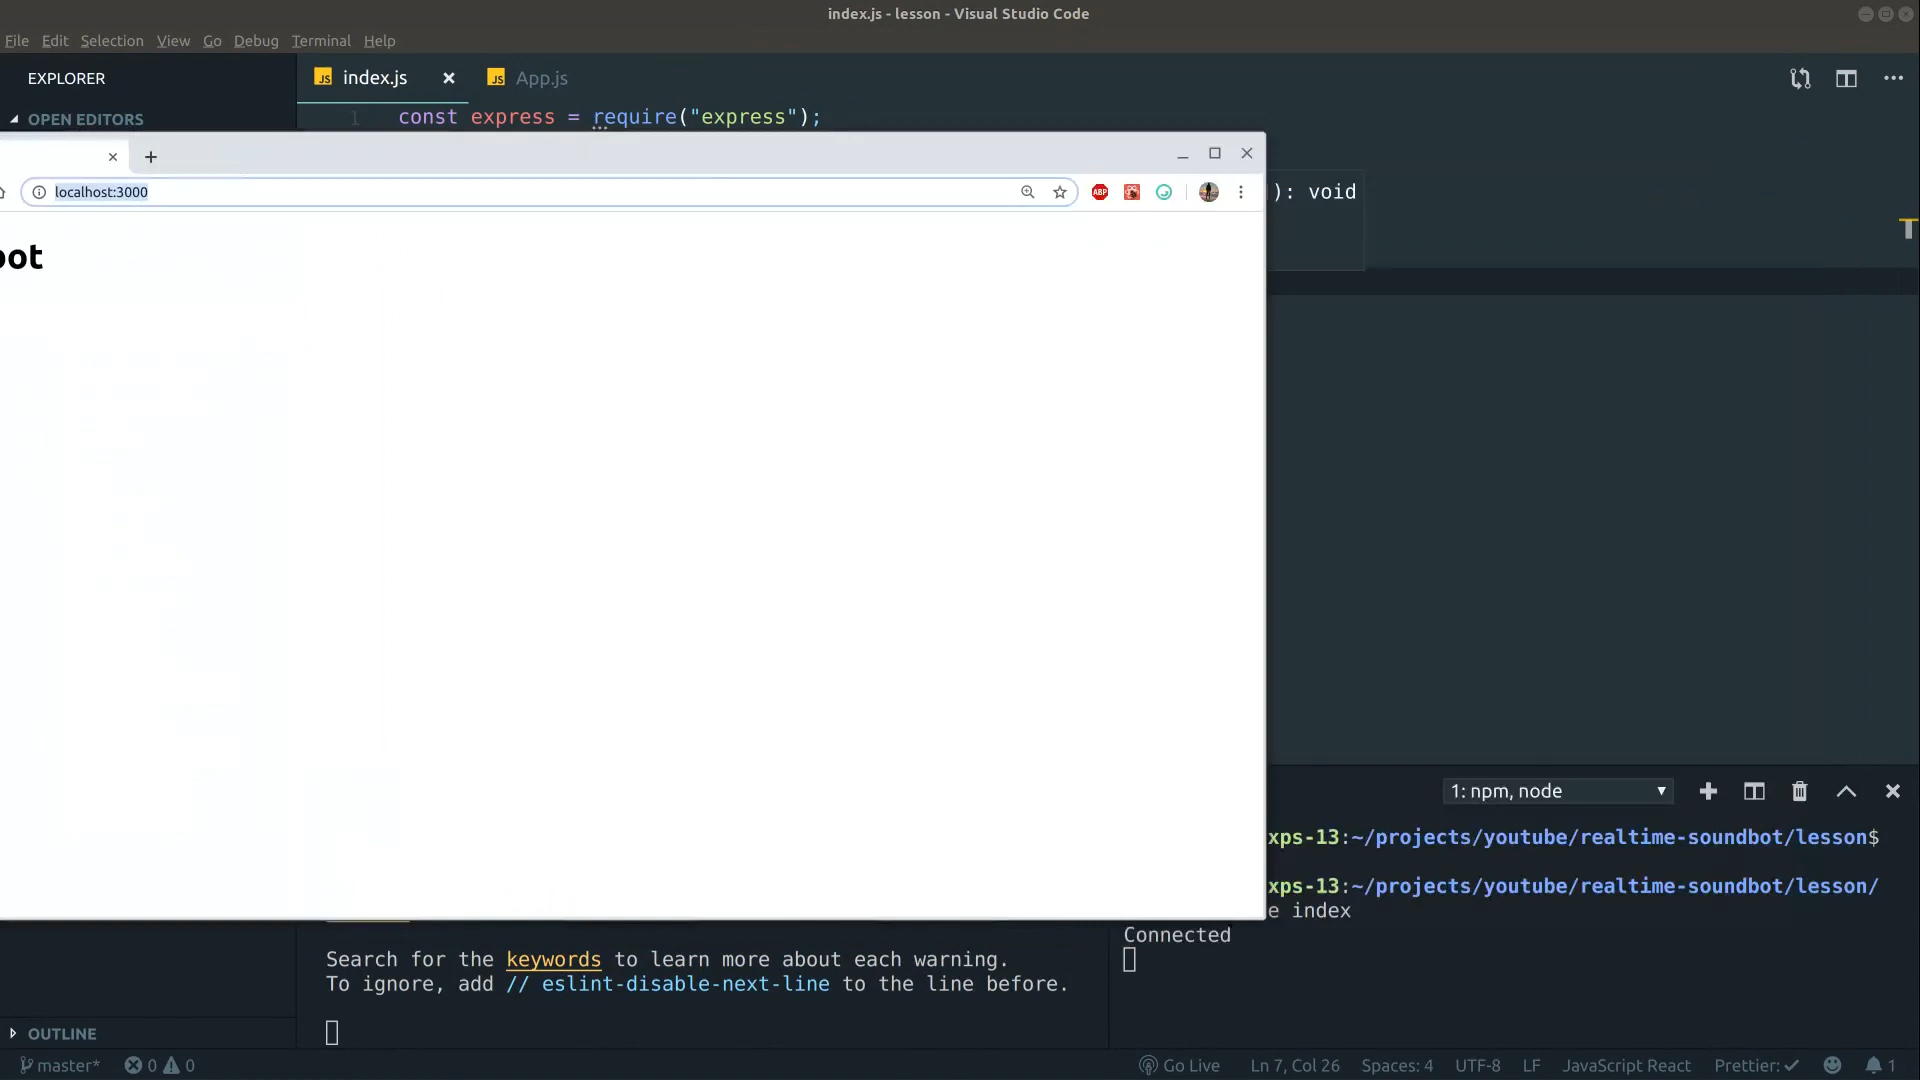 index.js - lesson - Visual Studio Code
File Edit Selection View Go Debug Terminal Help
EXPLORER
JS index.js
JS App.js
OPEN EDITORS
1 const express = require("express");
localhost:3000
ABP
): void
T
oot
1: npm, node
xps-13:~/projects/youtube/realtime-soundbot/lesson$
xps-13:~/projects/youtube/realtime-soundbot/lesson/
e index
Connected
Search for the keywords to learn more about each warning.
To ignore, add // eslint-disable-next-line to the line before.
OUTLINE
master* 0 0 Go Live Ln 7, Col 26 Spaces: 4 UTF-8 LF JavaScript React Prettier: ✓ 1